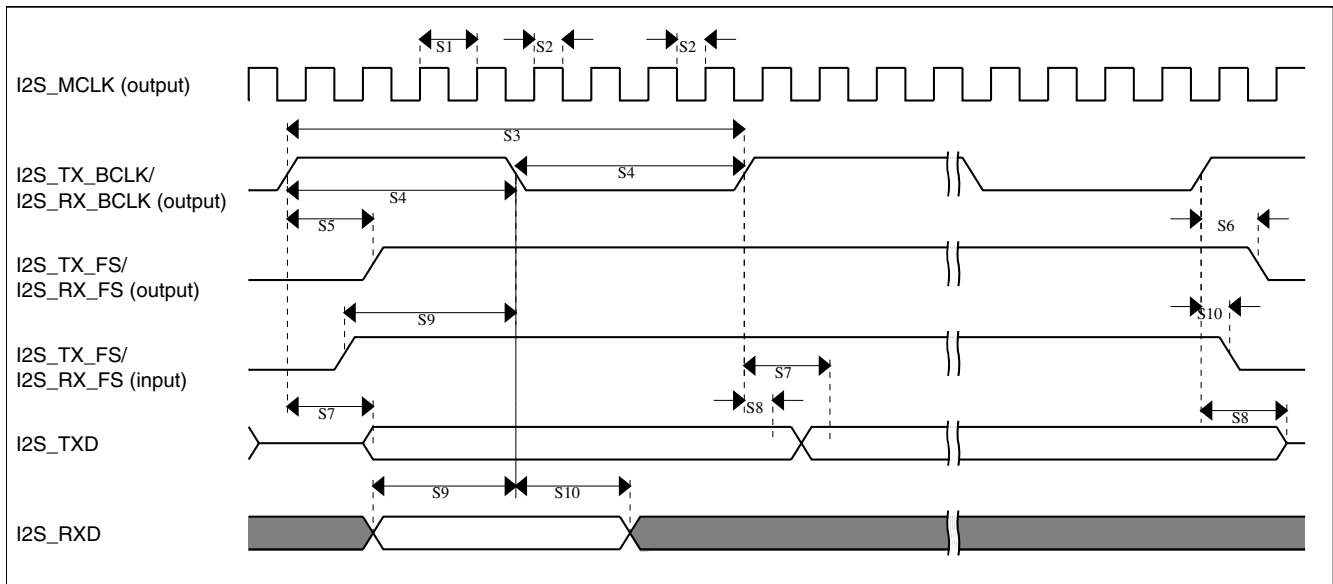 S1
S2
S2
I2S_MCLK (output)
S3
I2S_TX_BCLK/
I2S_RX_BCLK (output)
S4
S4
S5
S6
I2S_TX_FS/
I2S_RX_FS (output)
S9
S10
I2S_TX_FS/
I2S_RX_FS (input)
S7
S7
S8
S8
I2S_TXD
S9
S10
I2S_RXD